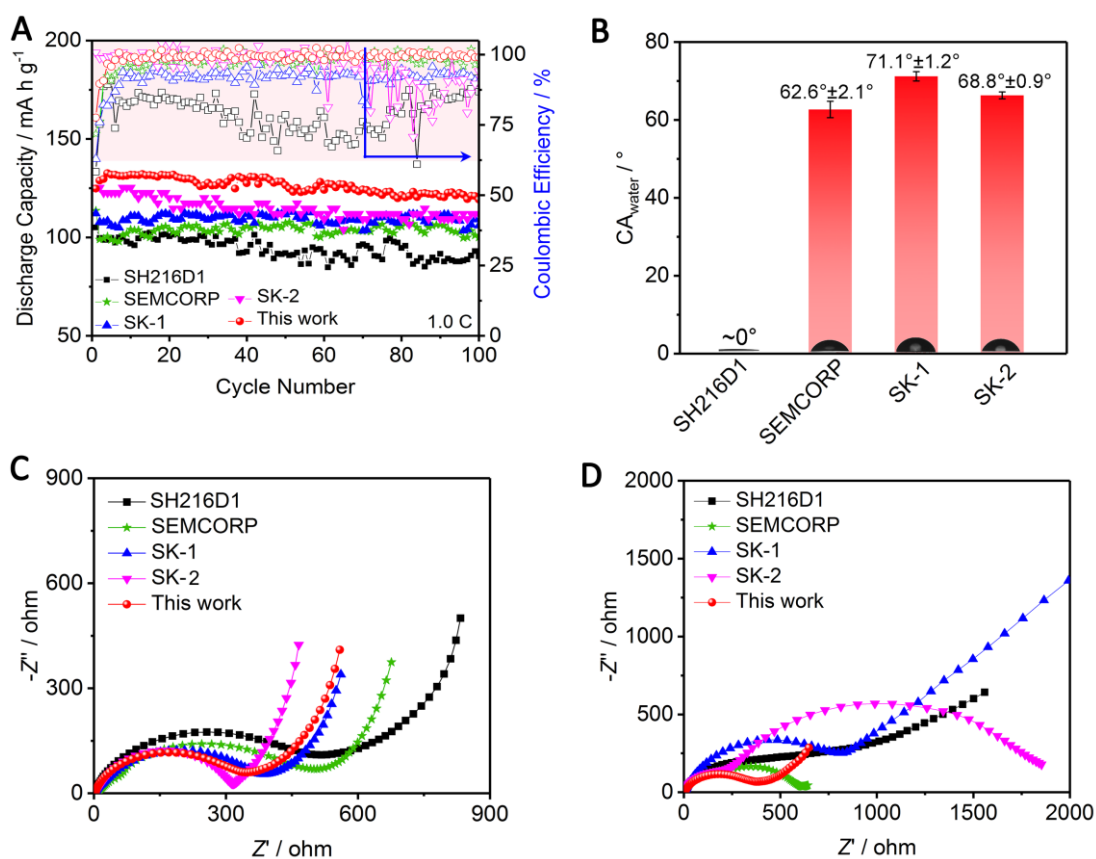 A
Discharge Capacity / mA h g⁻¹
200
150
100
50
100
75
50
25
0
Coulombic Efficiency / %
SH216D1
SEMCORP
SK-1
SK-2
This work
1.0 C
0 20 40 60 80 100
Cycle Number
B
CA_water / °
80
60
40
20
0
~0°
62.6°±2.1°
71.1°±1.2°
68.8°±0.9°
SH216D1
SEMCORP
SK-1
SK-2
C
-Z'' / ohm
900
600
300
0
SH216D1
SEMCORP
SK-1
SK-2
This work
0 300 600 900
Z' / ohm
D
-Z'' / ohm
2000
1500
1000
500
0
SH216D1
SEMCORP
SK-1
SK-2
This work
0 500 1000 1500 2000
Z' / ohm